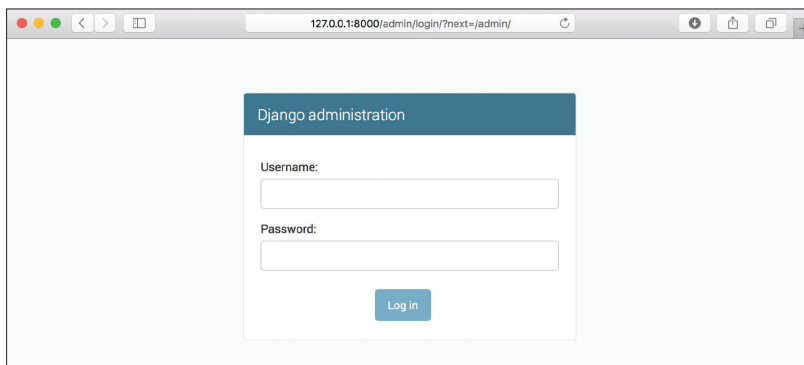 127.0.0.1:8000/admin/login/?next=/admin/
Django administration
Username:
Password:
Log in